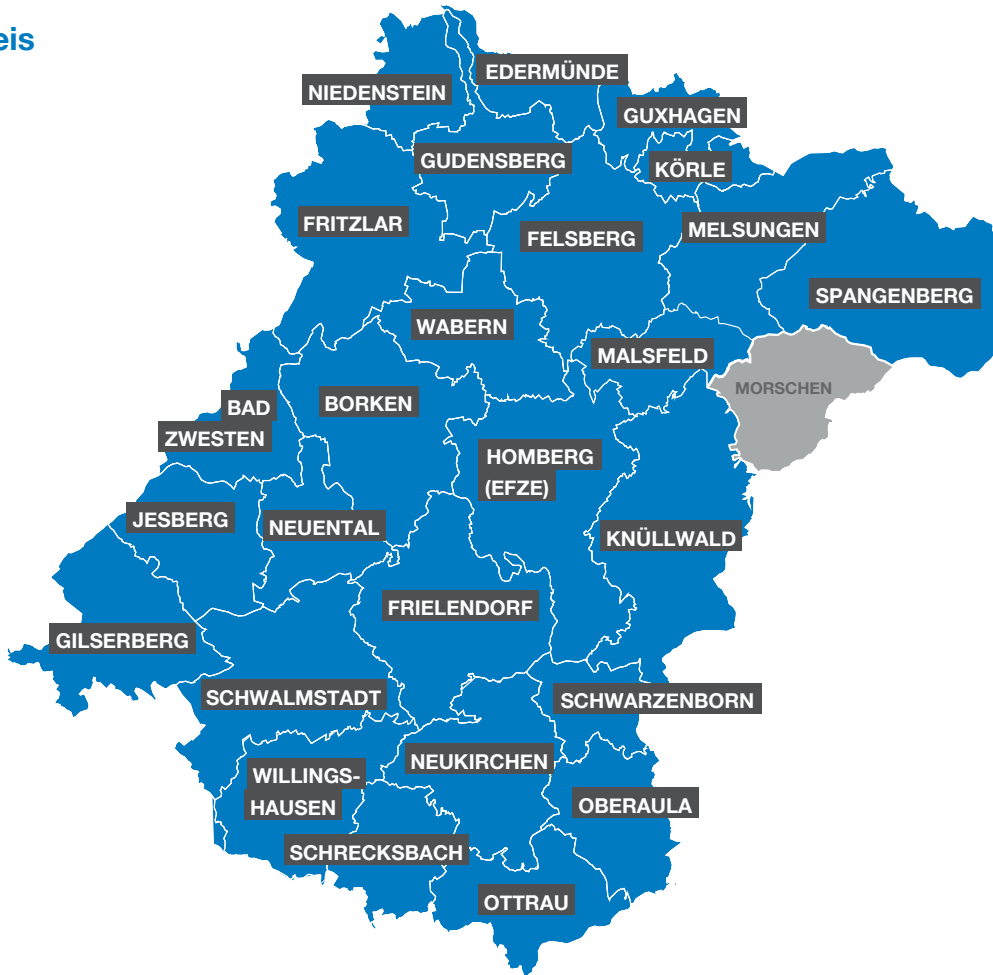 eis
EDERMÜNDE
NIEDENSTEIN
GUXHAGEN
GUDENSBERG
KÖRLE
FRITZLAR
FELSBERG
MELSUNGEN
SPANGENBERG
WABERN
MALSFELD
MORSCHEN
BAD
ZWESTEN
BORKEN
HOMBERG
(EFZE)
JESBERG
NEUENTAL
KNÜLLWALD
FRIELENDORF
GILSERBERG
SCHWALMSTADT
SCHWARZENBORN
NEUKIRCHEN
WILLINGS-
HAUSEN
OBERAULA
SCHRECKSBACH
OTTRAU